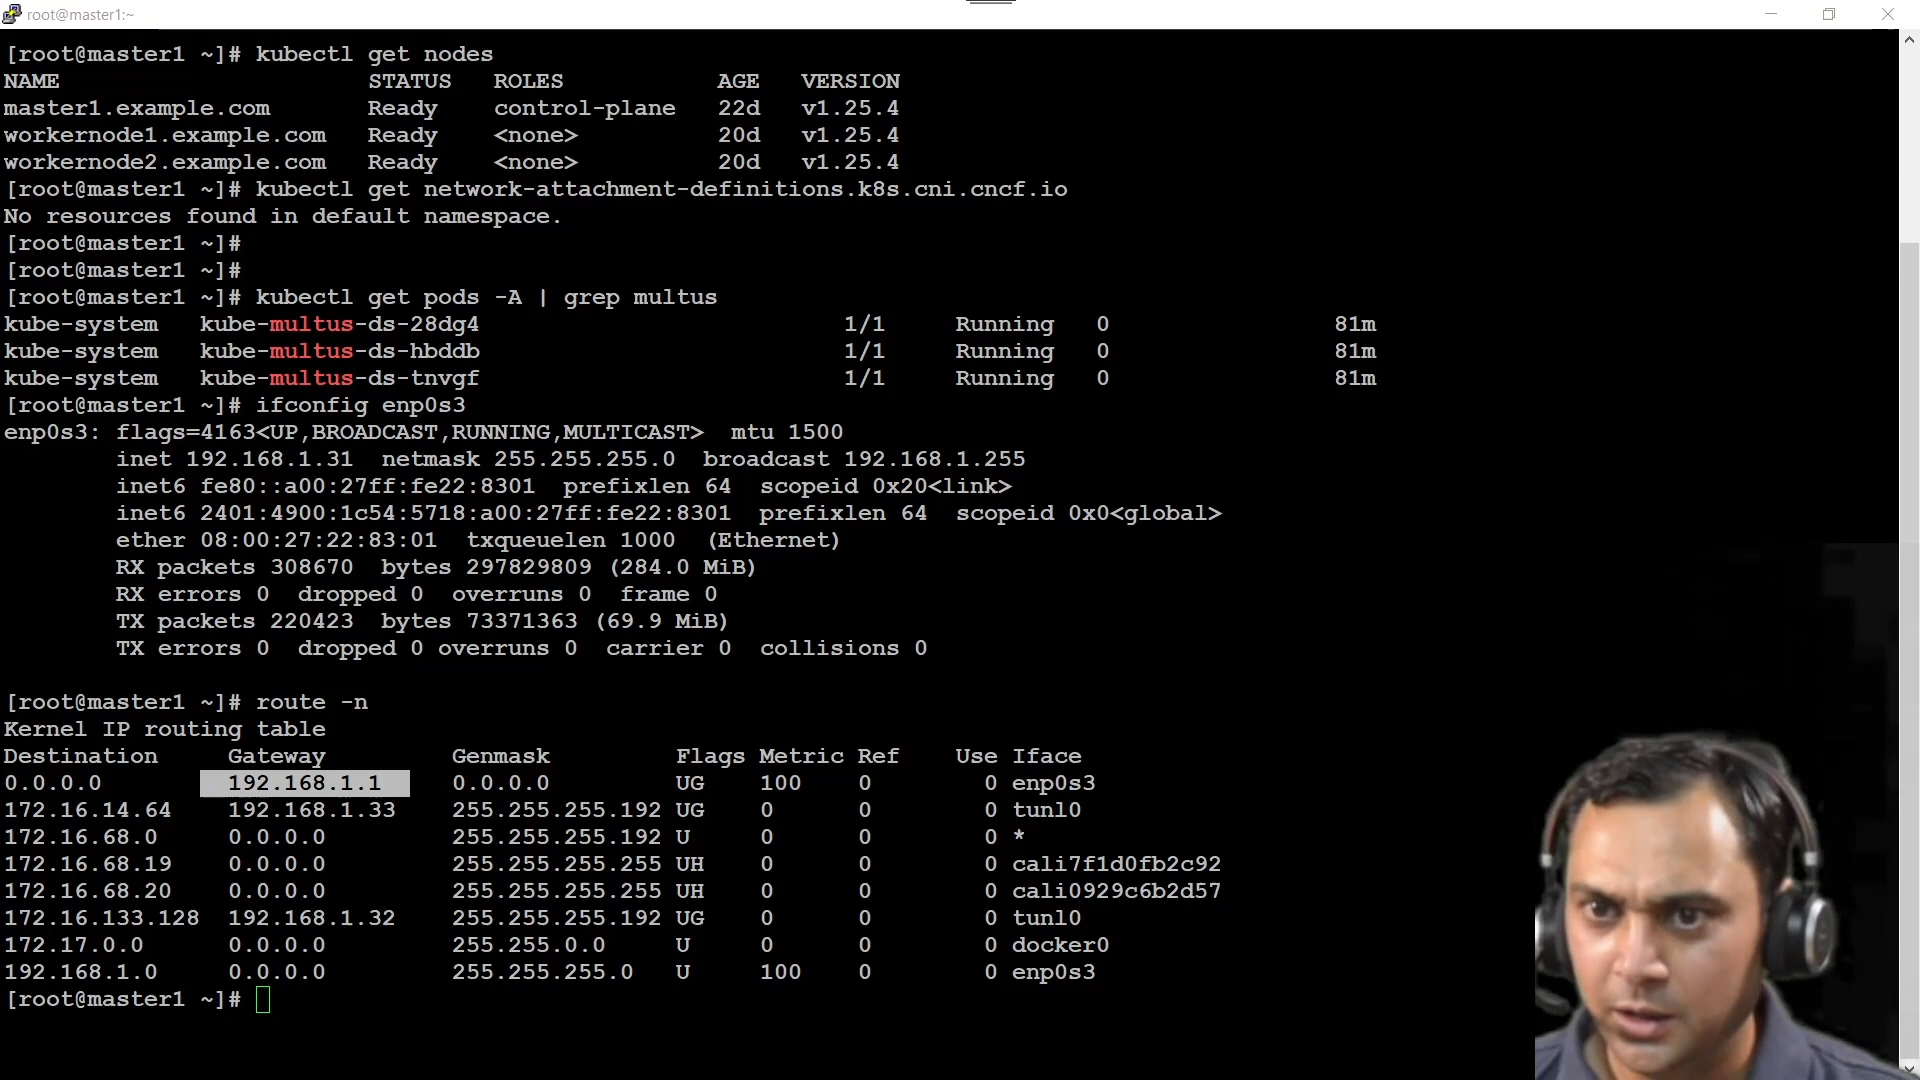 root@master1:~
[root@master1 ~]# kubectl get nodes
NAME STATUS ROLES AGE VERSION
master1.example.com Ready control-plane 22d v1.25.4
workernode1.example.com Ready <none> 20d v1.25.4
workernode2.example.com Ready <none> 20d v1.25.4
[root@master1 ~]# kubectl get network-attachment-definitions.k8s.cni.cncf.io
No resources found in default namespace.
[root@master1 ~]#
[root@master1 ~]#
[root@master1 ~]# kubectl get pods -A | grep multus
kube-system kube-multus-ds-28dg4 1/1 Running 0 81m
kube-system kube-multus-ds-hbddb 1/1 Running 0 81m
kube-system kube-multus-ds-tnvgf 1/1 Running 0 81m
[root@master1 ~]# ifconfig enp0s3
enp0s3: flags=4163<UP,BROADCAST,RUNNING,MULTICAST> mtu 1500
inet 192.168.1.31 netmask 255.255.255.0 broadcast 192.168.1.255
inet6 fe80::a00:27ff:fe22:8301 prefixlen 64 scopeid 0x20<link>
inet6 2401:4900:1c54:5718:a00:27ff:fe22:8301 prefixlen 64 scopeid 0x0<global>
ether 08:00:27:22:83:01 txqueuelen 1000 (Ethernet)
RX packets 308670 bytes 297829809 (284.0 MiB)
RX errors 0 dropped 0 overruns 0 frame 0
TX packets 220423 bytes 73371363 (69.9 MiB)
TX errors 0 dropped 0 overruns 0 carrier 0 collisions 0
[root@master1 ~]# route -n
Kernel IP routing table
Destination Gateway Genmask Flags Metric Ref Use Iface
0.0.0.0 192.168.1.1 0.0.0.0 UG 100 0 0 enp0s3
172.16.14.64 192.168.1.33 255.255.255.192 UG 0 0 0 tunl0
172.16.68.0 0.0.0.0 255.255.255.192 U 0 0 0 *
172.16.68.19 0.0.0.0 255.255.255.255 UH 0 0 0 cali7f1d0fb2c92
172.16.68.20 0.0.0.0 255.255.255.255 UH 0 0 0 cali0929c6b2d57
172.16.133.128 192.168.1.32 255.255.255.192 UG 0 0 0 tunl0
172.17.0.0 0.0.0.0 255.255.0.0 U 0 0 0 docker0
192.168.1.0 0.0.0.0 255.255.255.0 U 100 0 0 enp0s3
[root@master1 ~]#